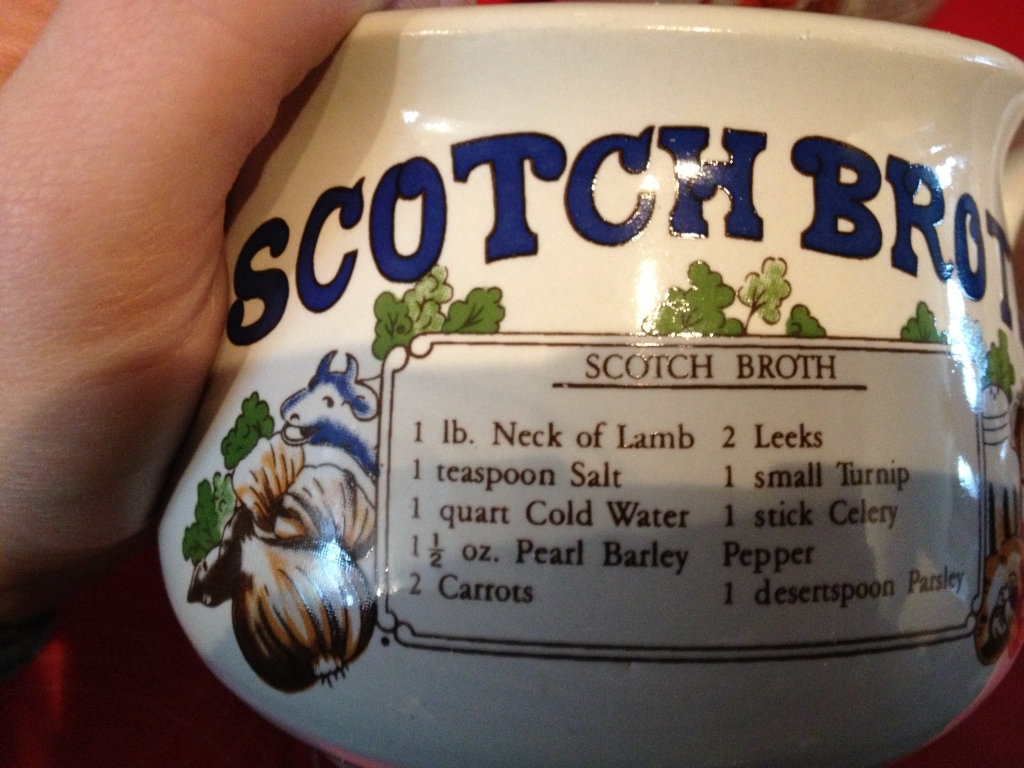 SCOTCH BROT
SCOTCH BROTH
1 lb. Neck of Lamb
1 teaspoon Salt
1 quart Cold Water
1 ½ oz. Pearl Barley
2 Carrots
2 Leeks
1 small Turnip
1 stick Celery
Pepper
1 desertspoon Parsley